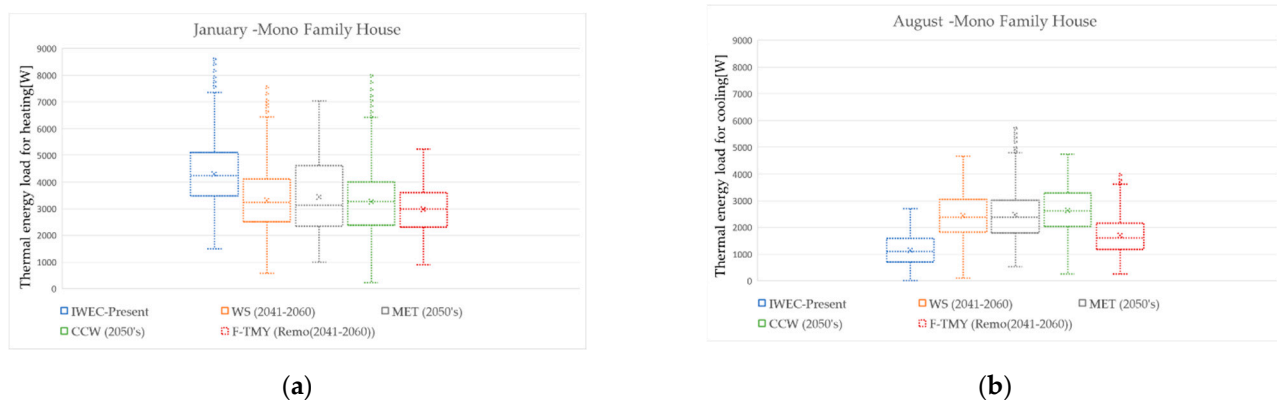 January -Mono Family House
Thermal energy load for heating[W]
9000
8000
7000
6000
5000
4000
3000
2000
1000
0
IWEC-Present
WS (2041-2060)
MET (2050's)
CCW (2050's)
F-TMY (Remo(2041-2060))
(a)
August -Mono Family House
Thermal energy load for cooling[W]
9000
8000
7000
6000
5000
4000
3000
2000
1000
0
IWEC-Present
WS (2041-2060)
MET (2050's)
CCW (2050's)
F-TMY (Remo(2041-2060))
(b)